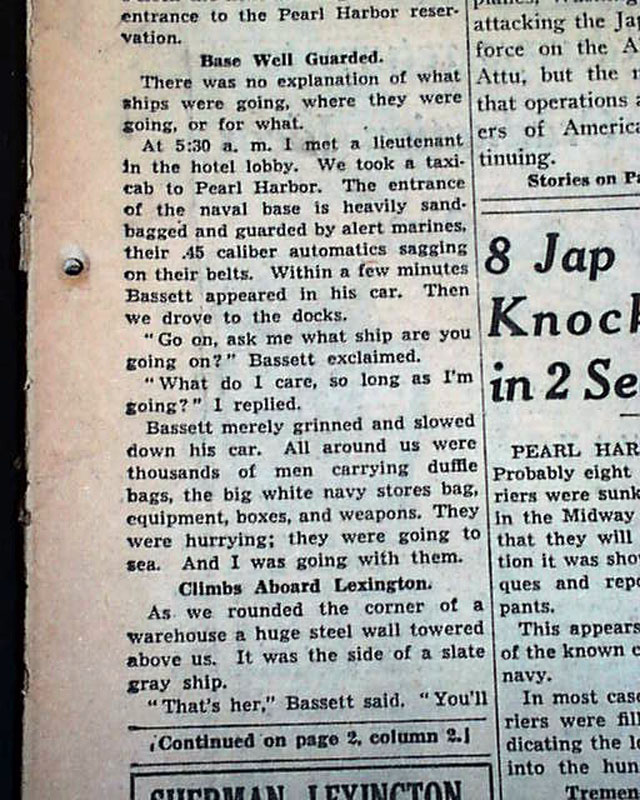 entrance to the Pearl Harbor reser-
vation.
Base Well Guarded.
There was no explanation of what
ships were going, where they were
going, or for what.
At 5:30 a. m. I met a lieutenant
in the hotel lobby. We took a taxi-
cab to Pearl Harbor. The entrance
of the naval base is heavily sand-
bagged and guarded by alert marines,
their .45 caliber automatics sagging
on their belts. Within a few minutes
Bassett appeared in his car. Then
we drove to the docks.
"Go on, ask me what ship are you
going on?" Bassett exclaimed.
"What do I care, so long as I'm
going?" I replied.
Bassett merely grinned and slowed
down his car. All around us were
thousands of men carrying duffle
bags, the big white navy stores bag,
equipment, boxes, and weapons. They
were hurrying; they were going to
sea. And I was going with them.
Climbs Aboard Lexington.
As we rounded the corner of a
warehouse a huge steel wall towered
above us. It was the side of a slate
gray ship.
"That's her," Bassett said. "You'll
[Continued on page 2, column 2.]
SHERMAN, LEXINGTON
attacking the Jap
force on the A
Attu, but the
that operations
ers of America
tinuing.
Stories on Pa
8 Jap
Knock
in 2 Se
PEARL HAR
Probably eight
riers were sunk
in the Midway
that they will
tion it was sho
ques and repo
pants.
This appears
of the known c
navy.
In most case
riers were fill
dicating the lo
into the hun
Tremen